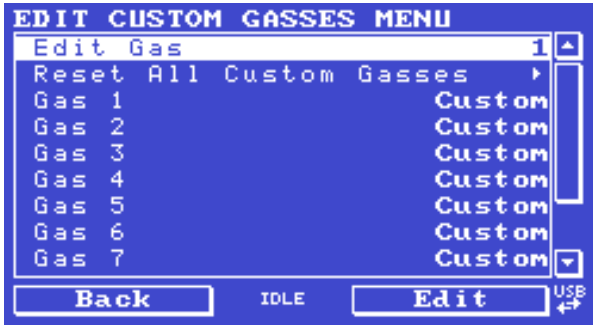 EDIT CUSTOM GASSES MENU
Edit Gas 1
Reset All Custom Gasses
Gas 1 Custom
Gas 2 Custom
Gas 3 Custom
Gas 4 Custom
Gas 5 Custom
Gas 6 Custom
Gas 7 Custom
Back IDLE Edit USB